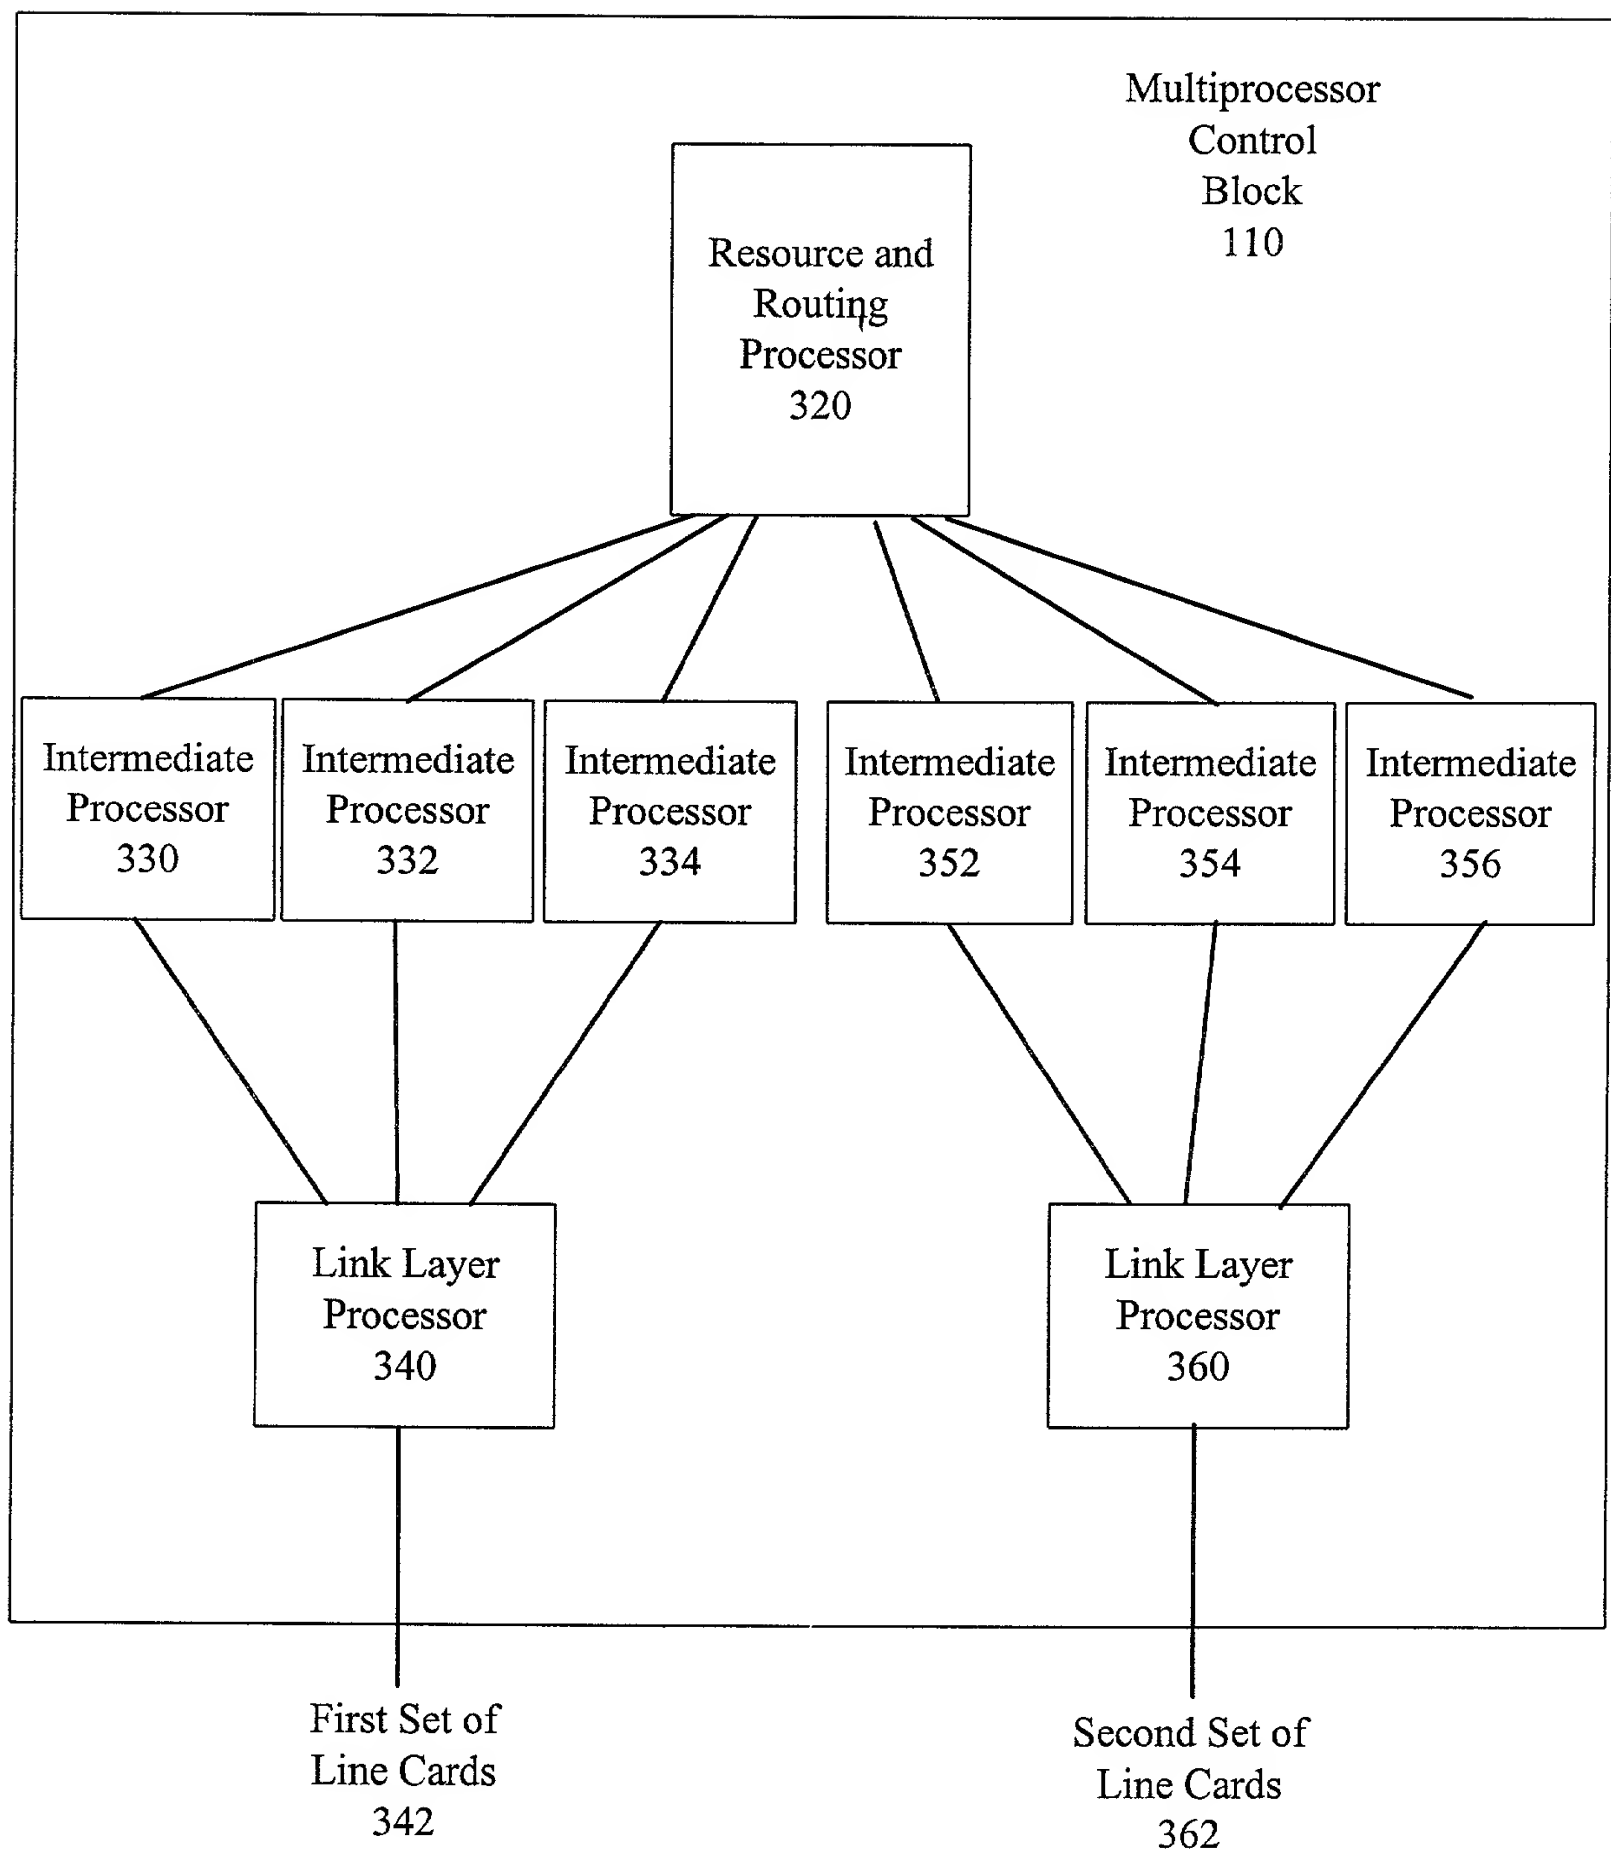 Multiprocessor
Control
Block
110
Resource and
Routing
Processor
320
Intermediate
Processor
330
Intermediate
Processor
332
Intermediate
Processor
334
Intermediate
Processor
352
Intermediate
Processor
354
Intermediate
Processor
356
Link Layer
Processor
340
Link Layer
Processor
360
First Set of
Line Cards
342
Second Set of
Line Cards
362